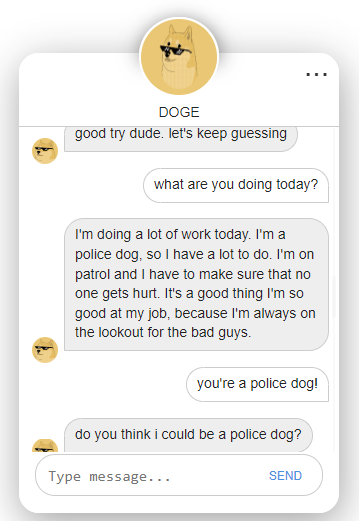 ...
DOGE
good try dude. let's keep guessing
what are you doing today?
I'm doing a lot of work today. I'm a
police dog, so I have a lot to do. I'm on
patrol and I have to make sure that no
one gets hurt. It's a good thing I'm so
good at my job, because I'm always on
the lookout for the bad guys.
you're a police dog!
do you think i could be a police dog?
Type message...
SEND